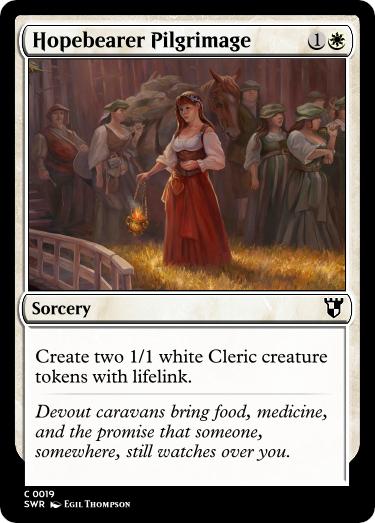 Hopebearer Pilgrimage 1
Sorcery
Create two 1/1 white Cleric creature
tokens with lifelink.
Devout caravans bring food, medicine,
and the promise that someone,
somewhere, still watches over you.
C 0019
SWR Egil Thompson